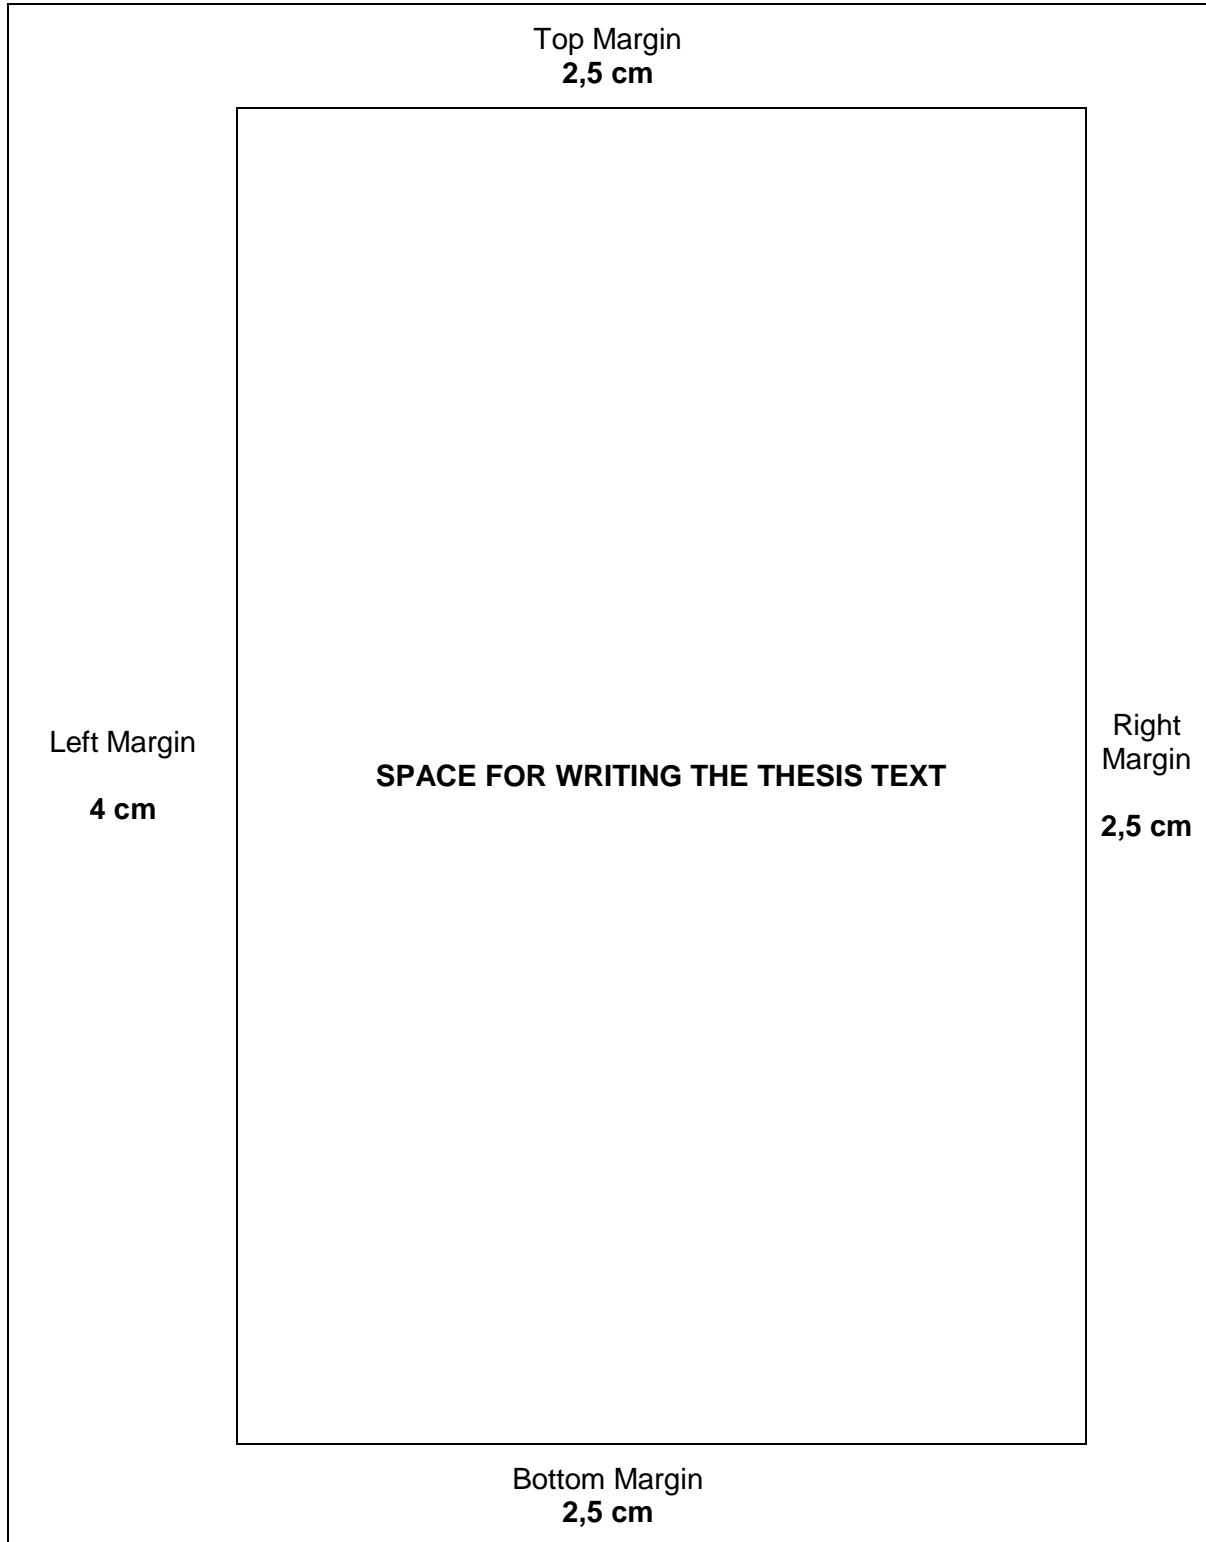 Top Margin
2,5 cm
Left Margin
4 cm
SPACE FOR WRITING THE THESIS TEXT
Right
Margin
2,5 cm
Bottom Margin
2,5 cm